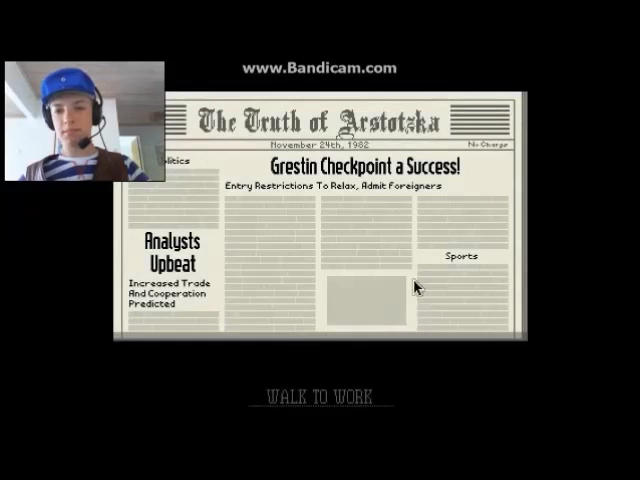 www.Bandicam.com
The Truth of Arstotzka
November 24th, 1982
No Charge
Grestin Checkpoint a Success!
Entry Restrictions To Relax, Admit Foreigners
Analysts
Upbeat
Increased Trade
And Cooperation
Predicted
Sports
WALK TO WORK